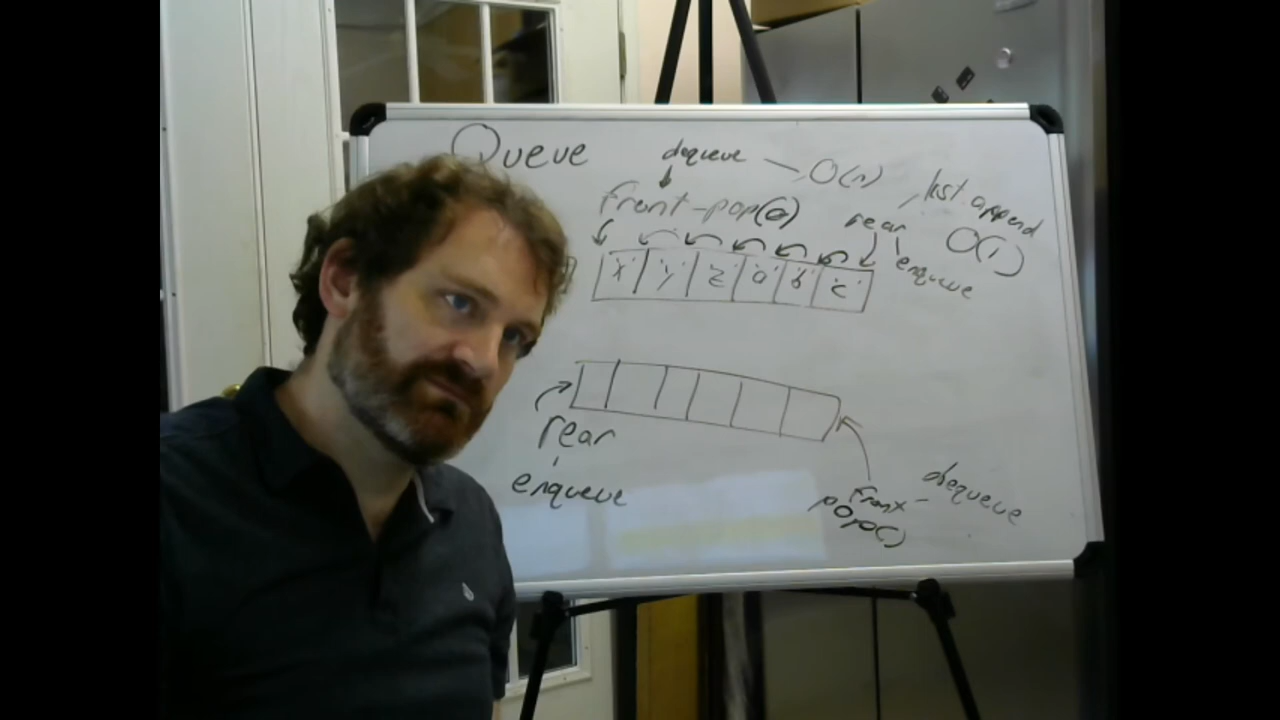 Queue
dequeue — O(n)
front-pop(0)
list append
rear
O(1)
enqueue
'x' 'y' 'z' 'a' 'b' 'c'
rear
enqueue
front - dequeue
pop()